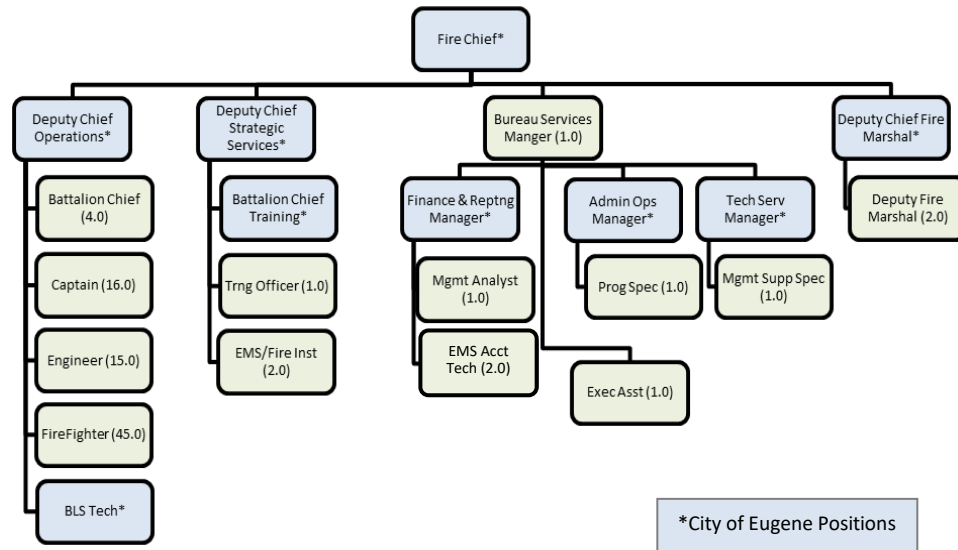 Fire Chief*
Deputy Chief
Operations*
Deputy Chief
Strategic
Services*
Bureau Services
Manger (1.0)
Deputy Chief Fire
Marshal*
Battalion Chief
(4.0)
Captain (16.0)
Engineer (15.0)
FireFighter (45.0)
BLS Tech*
Battalion Chief
Training*
Trng Officer (1.0)
EMS/Fire Inst
(2.0)
Finance & Reptng
Manager*
Mgmt Analyst
(1.0)
EMS Acct
Tech (2.0)
Admin Ops
Manager*
Prog Spec (1.0)
Tech Serv
Manager*
Mgmt Supp Spec
(1.0)
Exec Asst (1.0)
Deputy Fire
Marshal (2.0)
*City of Eugene Positions